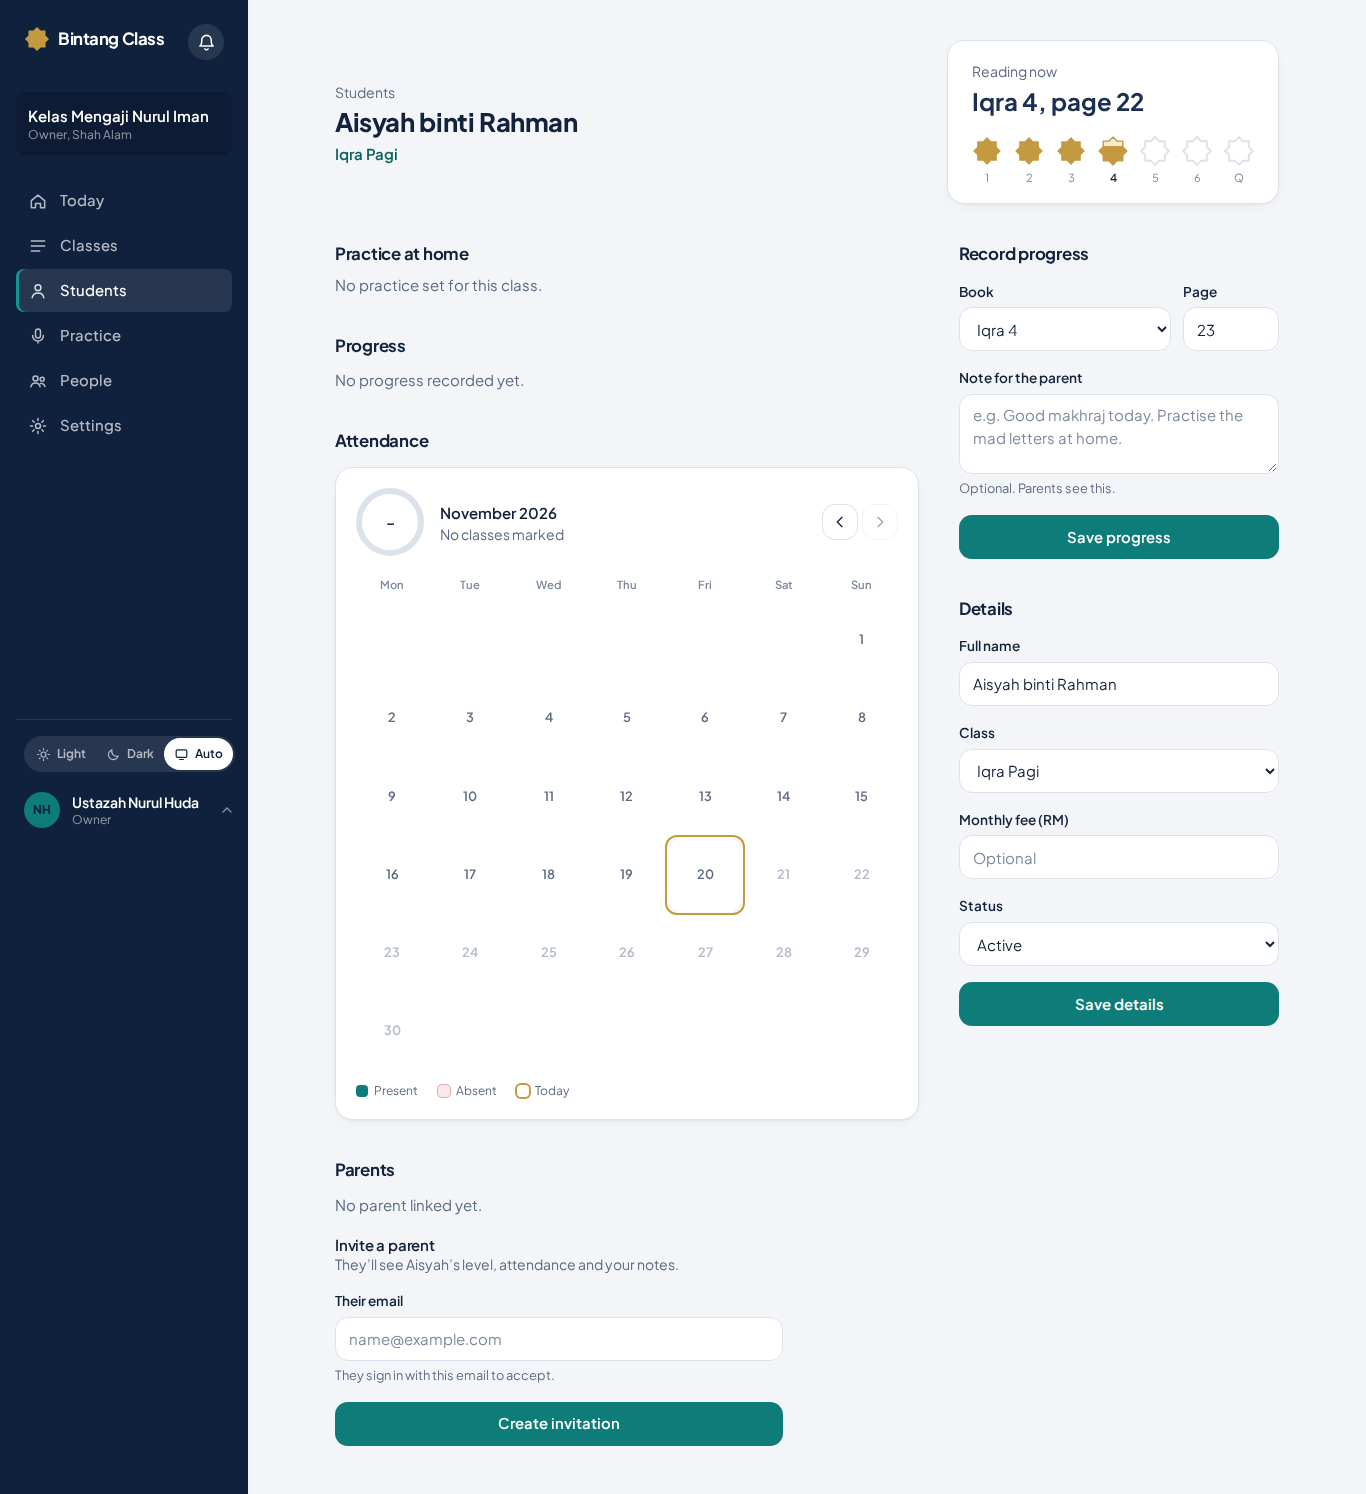 Bintang Class
Kelas Mengaji Nurul Iman
Owner, Shah Alam
Today
Classes
Students
Practice
People
Settings
Light Dark Auto
NH
Ustazah Nurul Huda
Owner
Students
Aisyah binti Rahman
Iqra Pagi
Reading now
Iqra 4, page 22
1 2 3 4 5 6 Q
Practice at home
No practice set for this class.
Progress
No progress recorded yet.
Attendance
-
November 2026
No classes marked
Mon Tue Wed Thu Fri Sat Sun
1
2 3 4 5 6 7 8
9 10 11 12 13 14 15
16 17 18 19 20 21 22
23 24 25 26 27 28 29
30
Present Absent Today
Parents
No parent linked yet.
Invite a parent
They'll see Aisyah's level, attendance and your notes.
Their email
name@example.com
They sign in with this email to accept.
Create invitation
Record progress
Book Page
Iqra 4 23
Note for the parent
e.g. Good makhraj today. Practise the
mad letters at home.
Optional. Parents see this.
Save progress
Details
Full name
Aisyah binti Rahman
Class
Iqra Pagi
Monthly fee (RM)
Optional
Status
Active
Save details